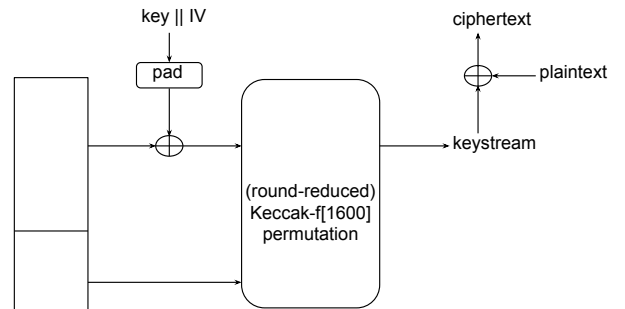 key || IV
ciphertext
pad
plaintext
keystream
(round-reduced)
Keccak-f[1600]
permutation